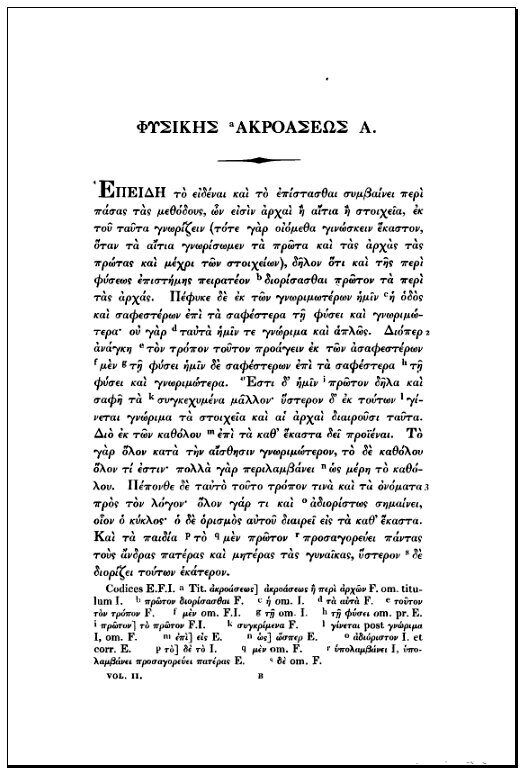 ΦΥΣΙΚΗΣ ᵃΑΚΡΟΑΣΕΩΣ Α.
ἘΠΕΙΔΗ τὸ εἰδέναι καὶ τὸ ἐπίστασθαι συμβαίνει περὶ
πάσας τὰς μεθόδους, ὧν εἰσὶν ἀρχαὶ ἢ αἴτια ἢ στοιχεῖα, ἐκ
τοῦ ταῦτα γνωρίζειν (τότε γὰρ οἰόμεθα γινώσκειν ἕκαστον,
ὅταν τὰ αἴτια γνωρίσωμεν τὰ πρῶτα καὶ τὰς ἀρχὰς τὰς
πρώτας καὶ μέχρι τῶν στοιχείων), δῆλον ὅτι καὶ τῆς περὶ
φύσεως ἐπιστήμης πειρατέον ᵇδιορίσασθαι πρῶτον τὰ περὶ
τὰς ἀρχάς. Πέφυκε δὲ ἐκ τῶν γνωριμωτέρων ἡμῖν ᶜἡ ὁδὸς
καὶ σαφεστέρων ἐπὶ τὰ σαφέστερα τῇ φύσει καὶ γνωριμώ-
τερα· οὐ γὰρ ᵈταὐτὰ ἡμῖν τε γνώριμα καὶ ἁπλῶς. Διόπερ 2
ἀνάγκη ᵉτὸν τρόπον τοῦτον προάγειν ἐκ τῶν ἀσαφεστέρων
ᶠμὲν ᵍτῇ φύσει ἡμῖν δὲ σαφεστέρων ἐπὶ τὰ σαφέστερα ʰτῇ
φύσει καὶ γνωριμώτερα. Ἔστι δ' ἡμῖν ⁱπρῶτον δῆλα καὶ
σαφῆ τὰ ᵏσυγκεχυμένα μᾶλλον· ὕστερον δ' ἐκ τούτων ˡγί-
νεται γνώριμα τὰ στοιχεῖα καὶ αἱ ἀρχαὶ διαιροῦσι ταῦτα.
Διὸ ἐκ τῶν καθόλου ᵐἐπὶ τὰ καθ' ἕκαστα δεῖ προϊέναι. Τὸ
γὰρ ὅλον κατὰ τὴν αἴσθησιν γνωριμώτερον, τὸ δὲ καθόλου
ὅλον τί ἐστιν· πολλὰ γὰρ περιλαμβάνει ⁿὡς μέρη τὸ καθό-
λου. Πέπονθε δὲ ταὐτὸ τοῦτο τρόπον τινὰ καὶ τὰ ὀνόματα 3
πρὸς τὸν λόγον· ὅλον γάρ τι καὶ ᵒἀδιορίστως σημαίνει,
οἷον ὁ κύκλος· ὁ δὲ ὁρισμὸς αὐτοῦ διαιρεῖ εἰς τὰ καθ' ἕκαστα.
Καὶ τὰ παιδία ᵖτὸ qμὲν πρῶτον ʳπροσαγορεύει πάντας
τοὺς ἄνδρας πατέρας καὶ μητέρας τὰς γυναῖκας, ὕστερον ˢδὲ
διορίζει τούτων ἑκάτερον.
Codices E.F.I. ᵃ Tit. ἀκροάσεως] ἀκροάσεως ἢ περὶ ἀρχῶν F. om. titu-
lum I. ᵇ πρῶτον διορίσασθαι F. ᶜ ἡ om. I. ᵈ τὰ αὐτὰ F. ᵉ τοῦτον
τὸν τρόπον F. ᶠ μὲν om. F.I. ᵍ τῇ om. I. ʰ τῇ φύσει om. pr. E.
ⁱ πρῶτον] τὸ πρῶτον F.I. ᵏ συγκρίμενα F. ˡ γίνεται post γνώριμα
I, om. F. ᵐ ἐπὶ] εἰς E. ⁿ ὡς] ὥσπερ E. ᵒ ἀδιόριστον I. et
corr. E. ᵖ τὸ] δὲ τὸ I. q μὲν om. F. ʳ ὑπολαμβάνει I, ὑπο-
λαμβάνει προσαγορεύει πατέρας E. ˢ δὲ om. F.
VOL. II. B